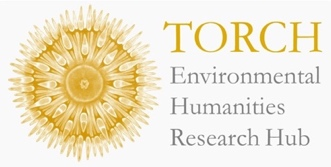 TORCH
Environmental
Humanities
Research Hub